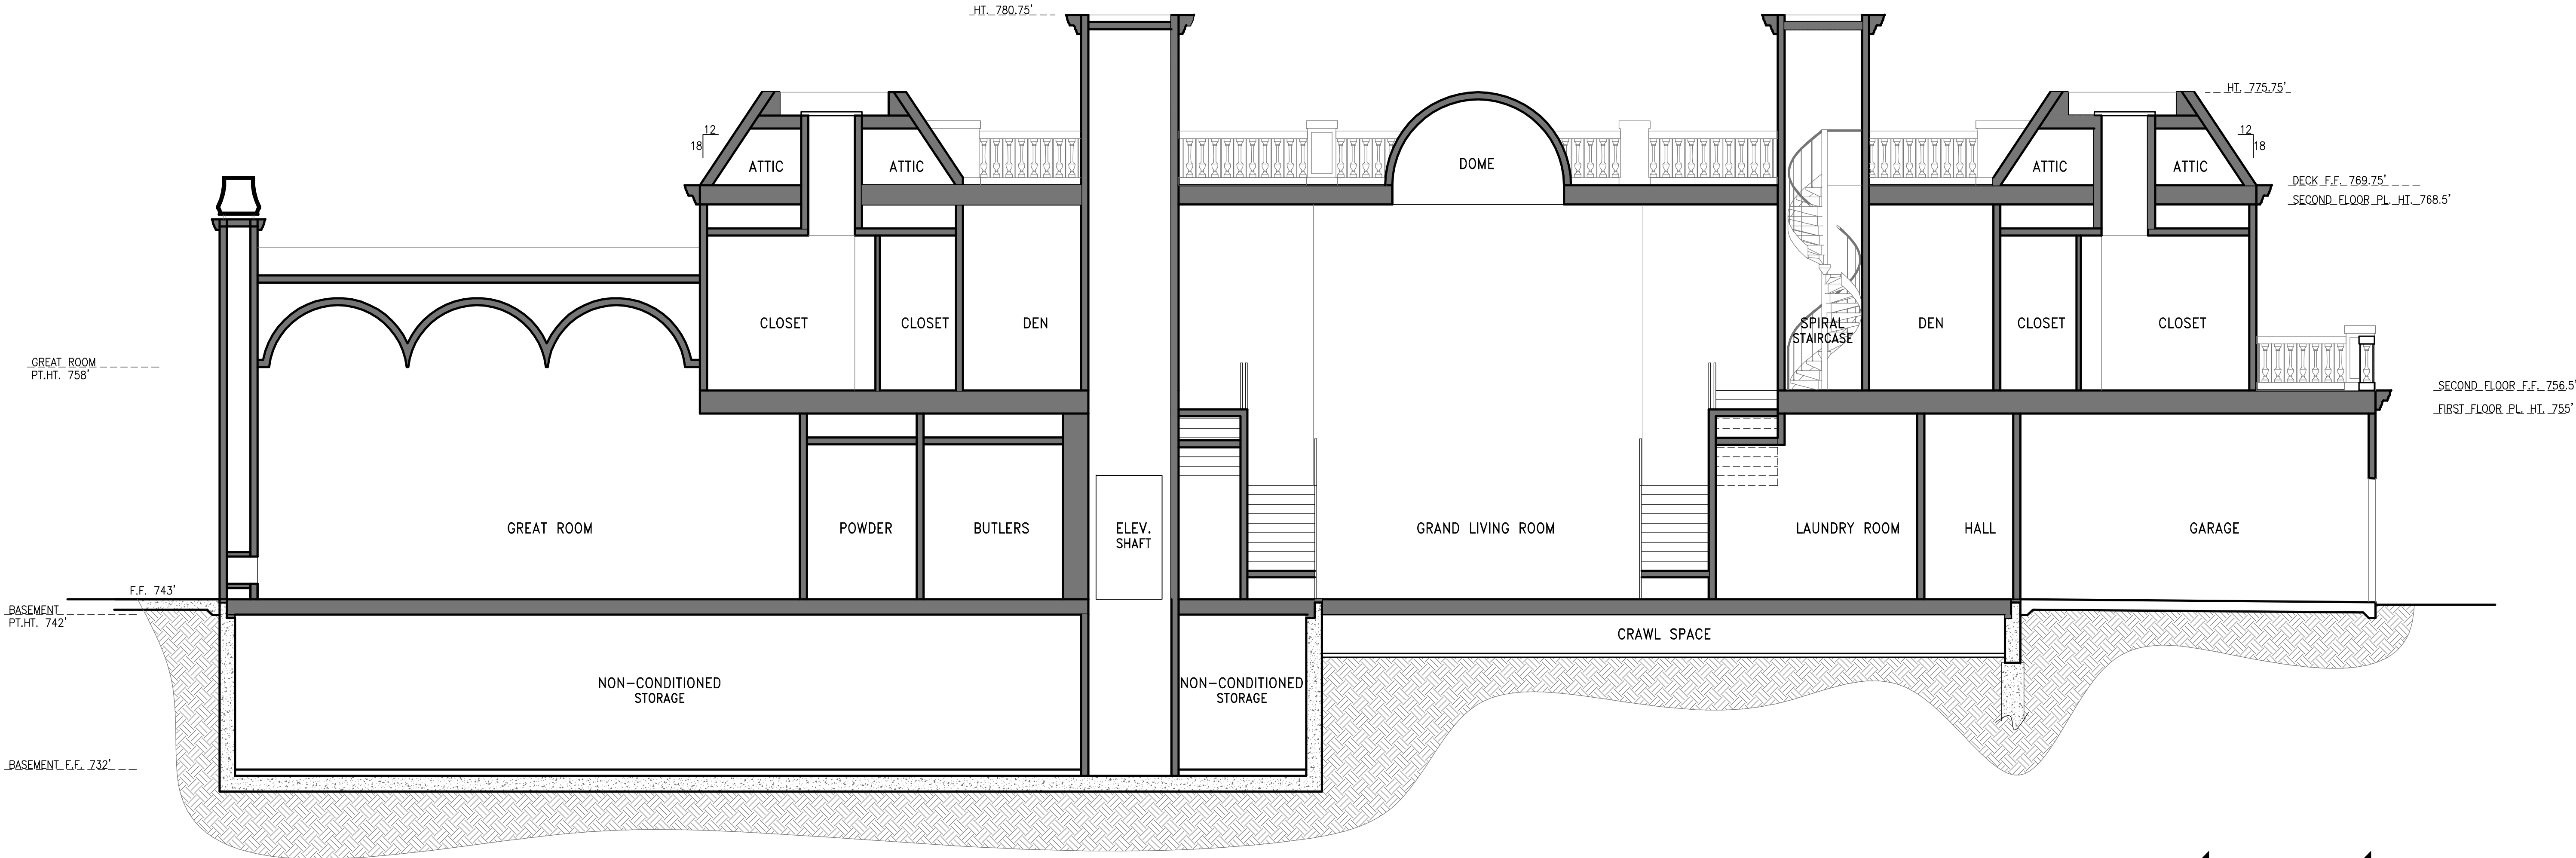 HT. 780.75'
HT. 775.75'
12
18
12
18
ATTIC
ATTIC
DOME
ATTIC
ATTIC
DECK F.F. 769.75'
SECOND FLOOR PL. HT. 768.5'
CLOSET
CLOSET
DEN
SPIRAL
STAIRCASE
DEN
CLOSET
CLOSET
GREAT ROOM
PT.HT. 758'
SECOND FLOOR F.F. 756.5'
FIRST FLOOR PL. HT. 755'
GREAT ROOM
POWDER
BUTLERS
ELEV.
SHAFT
GRAND LIVING ROOM
LAUNDRY ROOM
HALL
GARAGE
F.F. 743'
BASEMENT
PT.HT. 742'
CRAWL SPACE
NON-CONDITIONED
STORAGE
NON-CONDITIONED
STORAGE
BASEMENT F.F. 732'